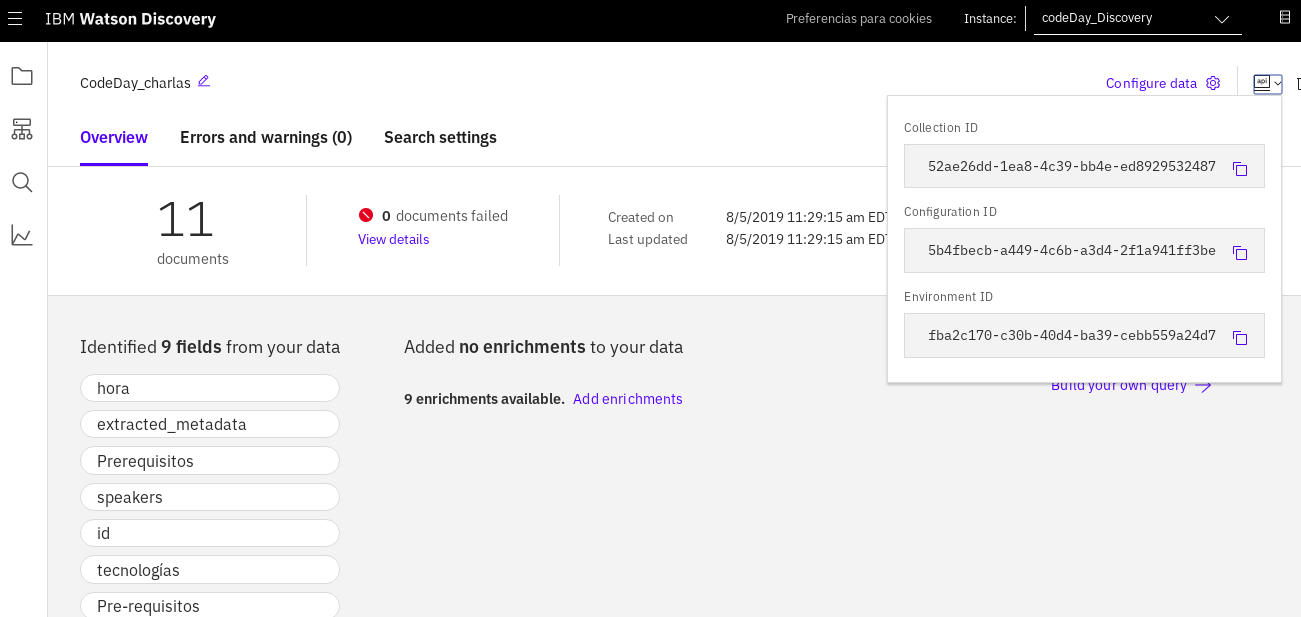 IBM Watson Discovery
Preferencias para cookies
Instance:
codeDay_Discovery
CodeDay_charlas
Configure data
api
Overview
Errors and warnings (0)
Search settings
Collection ID
52ae26dd-1ea8-4c39-bb4e-ed8929532487
Configuration ID
5b4fbecb-a449-4c6b-a3d4-2f1a941ff3be
Environment ID
fba2c170-c30b-40d4-ba39-cebb559a24d7
11
documents
0 documents failed
View details
Created on 8/5/2019 11:29:15 am EDT
Last updated 8/5/2019 11:29:15 am EDT
Identified 9 fields from your data
hora
extracted_metadata
Prerequisitos
speakers
id
tecnologías
Pre-requisitos
Added no enrichments to your data
9 enrichments available. Add enrichments
Build your own query